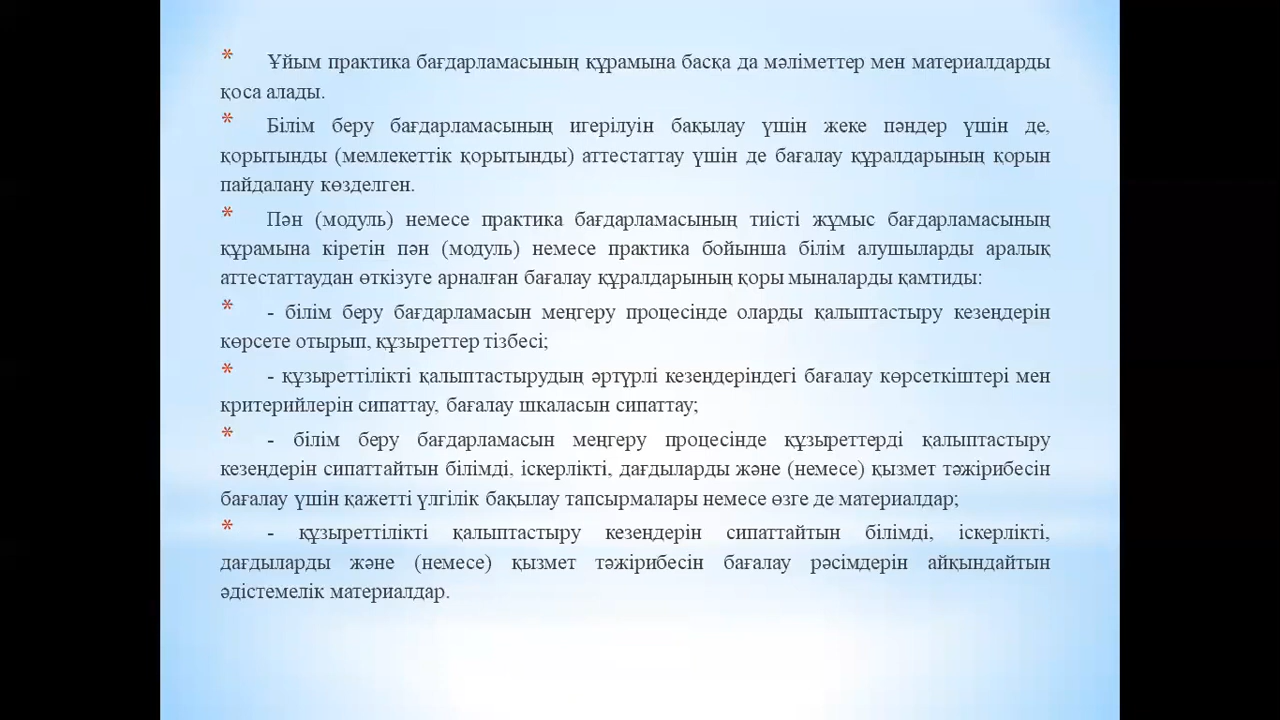 * Ұйым практика бағдарламасының құрамына басқа да мәліметтер мен материалдарды
қоса алады.
* Білім беру бағдарламасының игерілуін бақылау үшін жеке пәндер үшін де,
қорытынды (мемлекеттік қорытынды) аттестаттау үшін де бағалау құралдарының қорын
пайдалану көзделген.
* Пән (модуль) немесе практика бағдарламасының тиісті жұмыс бағдарламасының
құрамына кіретін пән (модуль) немесе практика бойынша білім алушыларды аралық
аттестаттаудан өткізуге арналған бағалау құралдарының қоры мыналарды қамтиды:
* - білім беру бағдарламасын меңгеру процесінде оларды қалыптастыру кезеңдерін
көрсете отырып, құзыреттер тізбесі;
* - құзыреттілікті қалыптастырудың әртүрлі кезеңдеріндегі бағалау көрсеткіштері мен
критерийлерін сипаттау, бағалау шкаласын сипаттау;
* - білім беру бағдарламасын меңгеру процесінде құзыреттерді қалыптастыру
кезеңдерін сипаттайтын білімді, іскерлікті, дағдыларды және (немесе) қызмет тәжірибесін
бағалау үшін қажетті үлгілік бақылау тапсырмалары немесе өзге де материалдар;
* - құзыреттілікті қалыптастыру кезеңдерін сипаттайтын білімді, іскерлікті,
дағдыларды және (немесе) қызмет тәжірибесін бағалау рәсімдерін айқындайтын
әдістемелік материалдар.